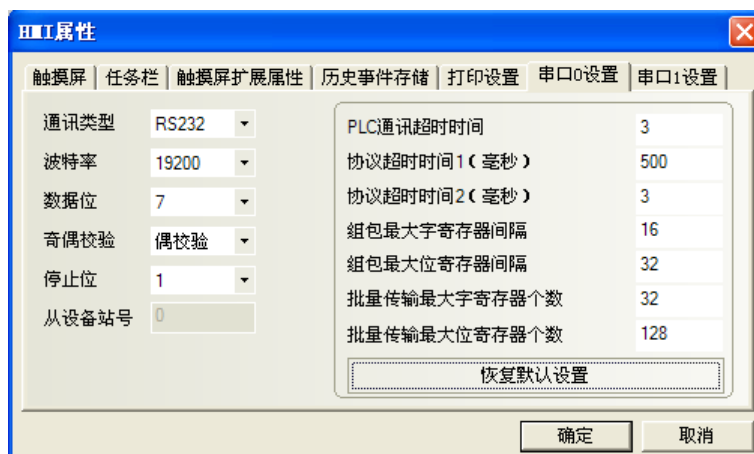 HMI属性
触摸屏 任务栏 触摸屏扩展属性 历史事件存储 打印设置 串口0设置 串口1设置
通讯类型 RS232
波特率 19200
数据位 7
奇偶校验 偶校验
停止位 1
从设备站号 0
PLC通讯超时时间 3
协议超时时间1(毫秒) 500
协议超时时间2(毫秒) 3
组包最大字寄存器间隔 16
组包最大位寄存器间隔 32
批量传输最大字寄存器个数 32
批量传输最大位寄存器个数 128
恢复默认设置
确定 取消